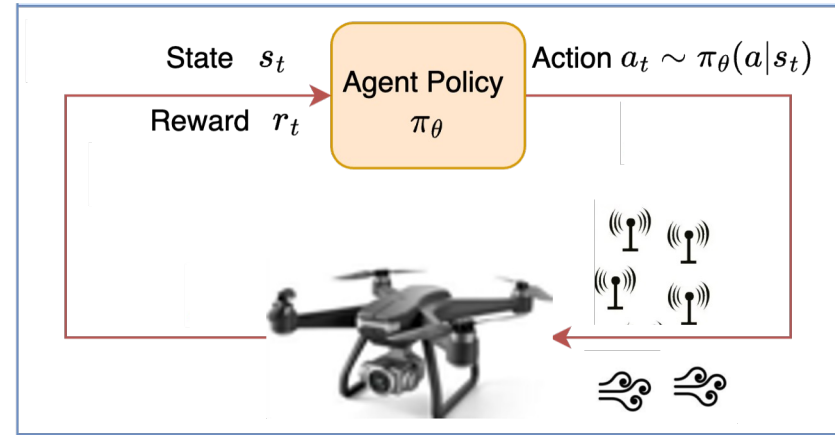 State s_t
Reward r_t
Agent Policy
π_θ
Action a_t ∼ π_θ(a|s_t)